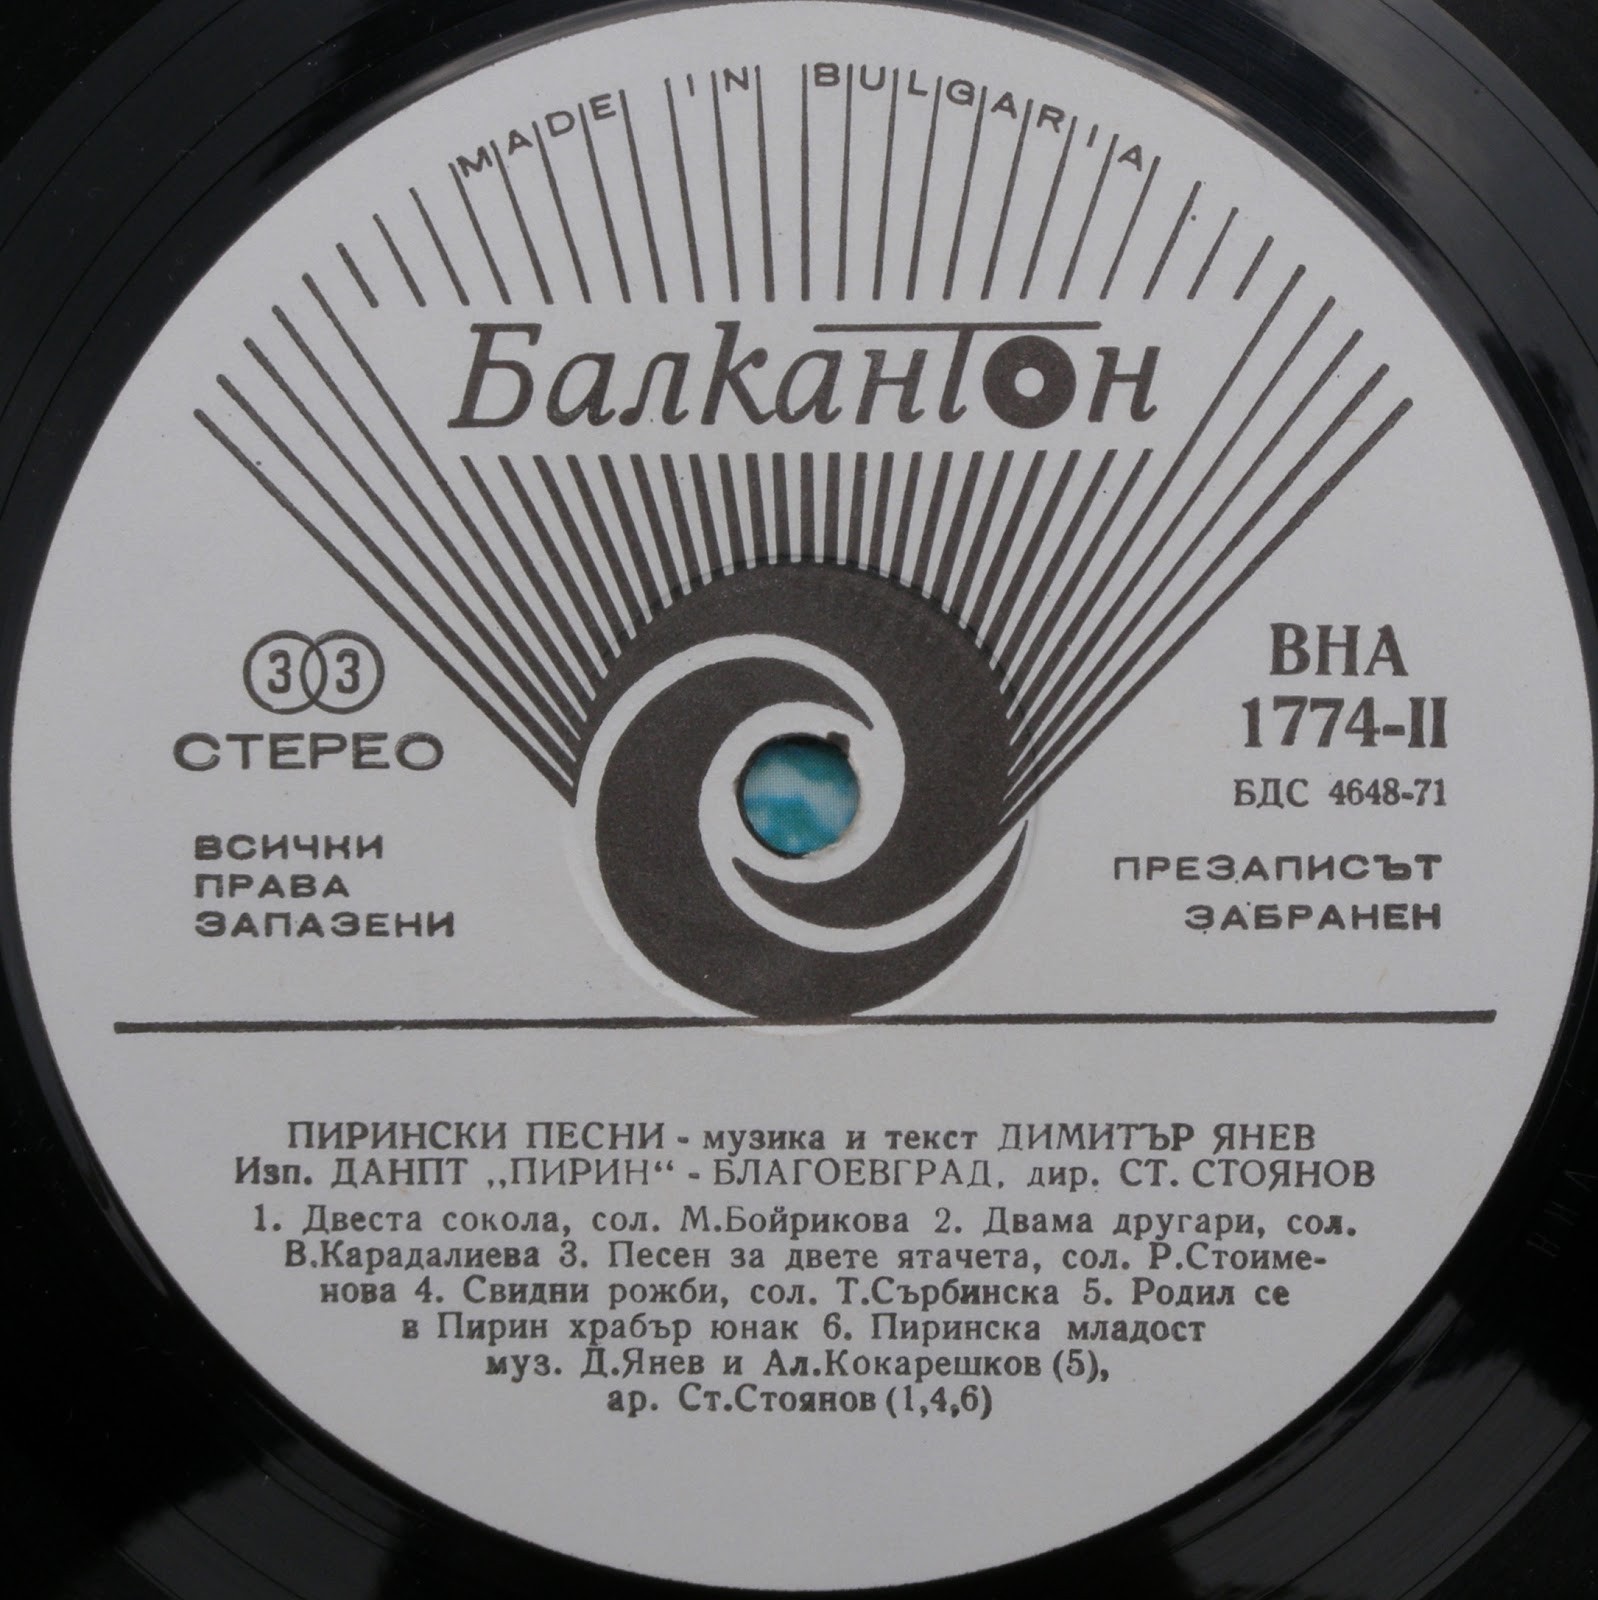 MADE IN BULGARIA
Балкантон
33
СТЕРЕО
ВСИЧКИ
ПРАВА
ЗАПАЗЕНИ
ВНА
1774-II
БДС 4648-71
ПРЕЗАПИСЪТ
ЗАБРАНЕН
ПИРИНСКИ ПЕСНИ - музика и текст ДИМИТЪР ЯНЕВ
Изп. ДАНПТ „ПИРИН“ - БЛАГОЕВГРАД, дир. СТ. СТОЯНОВ
1. Двеста сокола, сол. М.Бойрикова 2. Двама другари, сол.
В.Карадалиева 3. Песен за двете ятачета, сол. Р.Стоиме-
нова 4. Свидни рожби, сол. Т.Сърбинска 5. Родил се
в Пирин храбър юнак 6. Пиринска младост
муз. Д.Янев и Ал.Кокарешков (5),
ар. Ст.Стоянов (1,4,6)